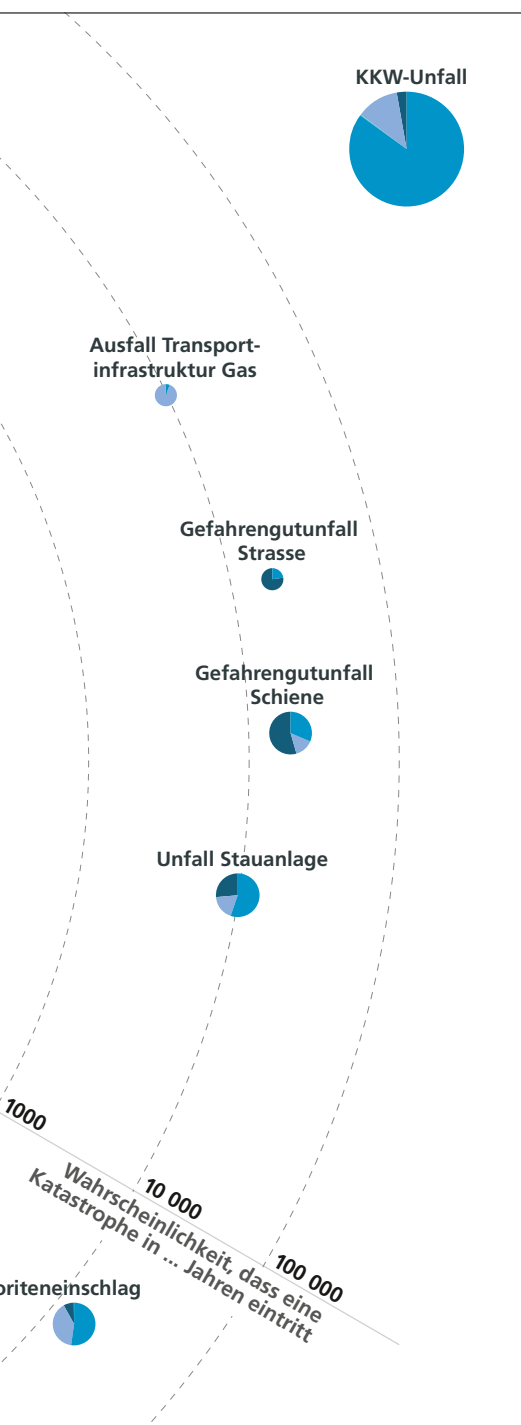 KKW-Unfall
Ausfall Transport-
infrastruktur Gas
Gefahrengutunfall
Strasse
Gefahrengutunfall
Schiene
Unfall Stauanlage
1000
10 000
100 000
Wahrscheinlichkeit, dass eine
Katastrophe in ... Jahren eintritt
oriteneinschlag